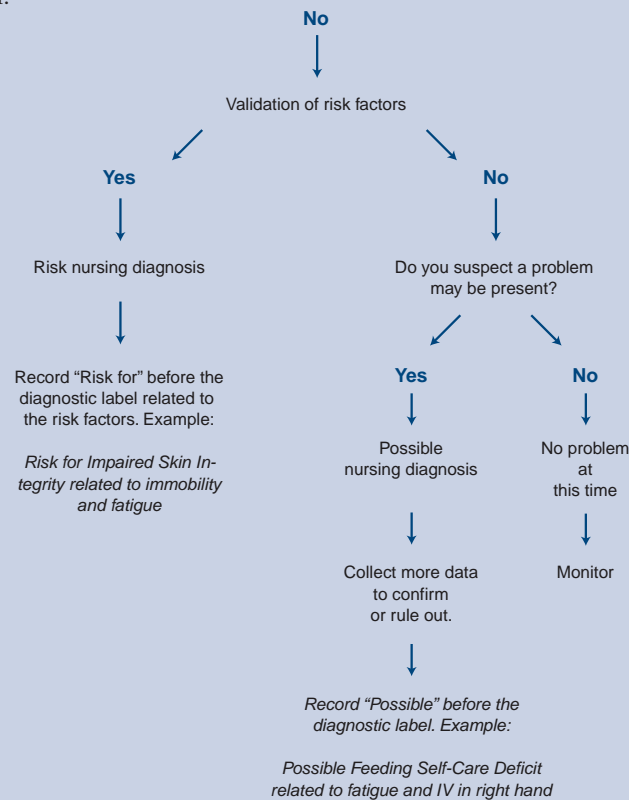 No
Validation of risk factors
Yes
Risk nursing diagnosis
Record “Risk for” before the
diagnostic label related to
the risk factors. Example:
Risk for Impaired Skin In-
tegrity related to immobility
and fatigue
No
Do you suspect a problem
may be present?
Yes
Possible
nursing diagnosis
Collect more data
to confirm
or rule out.
Record “Possible” before the
diagnostic label. Example:
Possible Feeding Self-Care Deficit
related to fatigue and IV in right hand
No
No problem
at
this time
Monitor